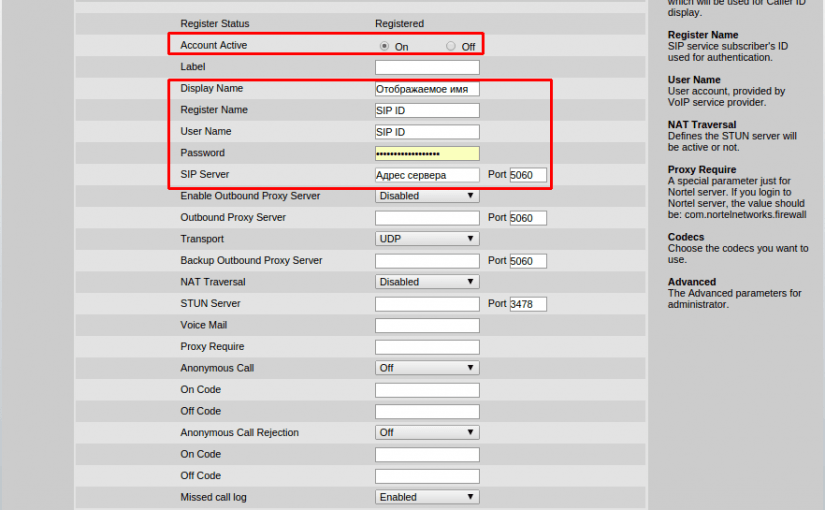 Register Status Registered
Account Active On Off
Label
Display Name Отображаемое имя
Register Name SIP ID
User Name SIP ID
Password ••••••••••••••••••
SIP Server Адрес сервера Port 5060
Enable Outbound Proxy Server Disabled
Outbound Proxy Server Port 5060
Transport UDP
Backup Outbound Proxy Server Port 5060
NAT Traversal Disabled
STUN Server Port 3478
Voice Mail
Proxy Require
Anonymous Call Off
On Code
Off Code
Anonymous Call Rejection Off
On Code
Off Code
Missed call log Enabled
which will be used for Caller ID
display.
Register Name
SIP service subscriber's ID
used for authentication.
User Name
User account, provided by
VoIP service provider.
NAT Traversal
Defines the STUN server will
be active or not.
Proxy Require
A special parameter just for
Nortel server. If you login to
Nortel server, the value should
be: com.nortelnetworks.firewall
Codecs
Choose the codecs you want to
use.
Advanced
The Advanced parameters for
administrator.